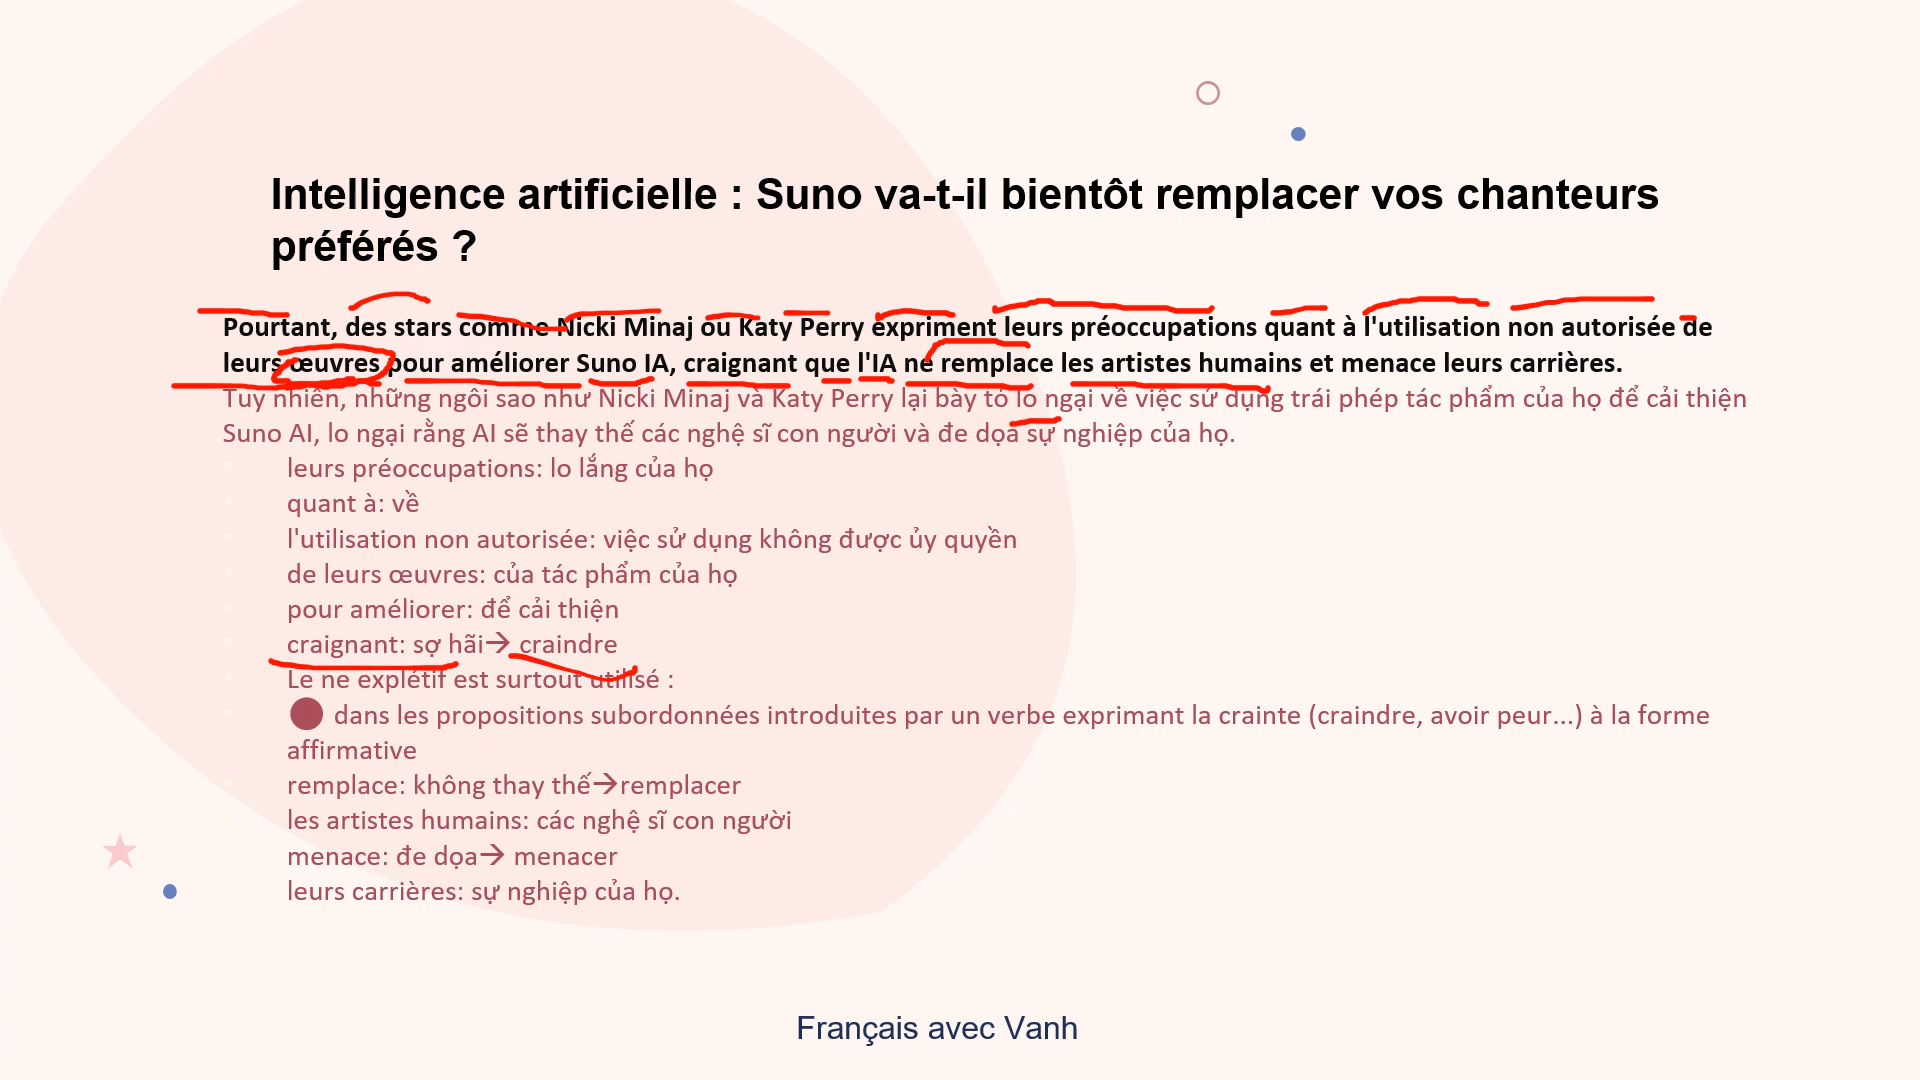 Intelligence artificielle : Suno va-t-il bientôt remplacer vos chanteurs
préférés ?
Pourtant, des stars comme Nicki Minaj ou Katy Perry expriment leurs préoccupations quant à l'utilisation non autorisée de
leurs œuvres pour améliorer Suno IA, craignant que l'IA ne remplace les artistes humains et menace leurs carrières.
Tuy nhiên, những ngôi sao như Nicki Minaj và Katy Perry lại bày tỏ lo ngại về việc sử dụng trái phép tác phẩm của họ để cải thiện
Suno AI, lo ngại rằng AI sẽ thay thế các nghệ sĩ con người và đe dọa sự nghiệp của họ.
leurs préoccupations: lo lắng của họ
quant à: về
l'utilisation non autorisée: việc sử dụng không được ủy quyền
de leurs œuvres: của tác phẩm của họ
pour améliorer: để cải thiện
craignant: sợ hãi→ craindre
Le ne explétif est surtout utilisé :
● dans les propositions subordonnées introduites par un verbe exprimant la crainte (craindre, avoir peur...) à la forme
affirmative
remplace: không thay thế→remplacer
les artistes humains: các nghệ sĩ con người
menace: đe dọa→ menacer
leurs carrières: sự nghiệp của họ.
Français avec Vanh